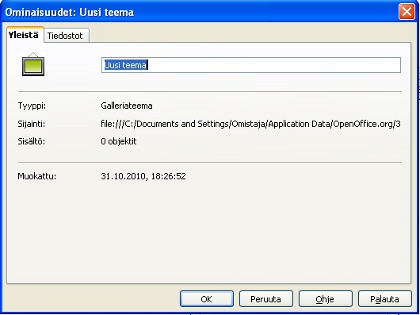 Ominaisuudet: Uusi teema
Yleistä Tiedostot
Uusi teema
Tyyppi: Galleriateema
Sijainti: file:///C:/Documents and Settings/Omistaja/Application Data/OpenOffice.org/3
Sisältö: 0 objektit
Muokattu: 31.10.2010, 18:26:52
OK Peruuta Ohje Palauta